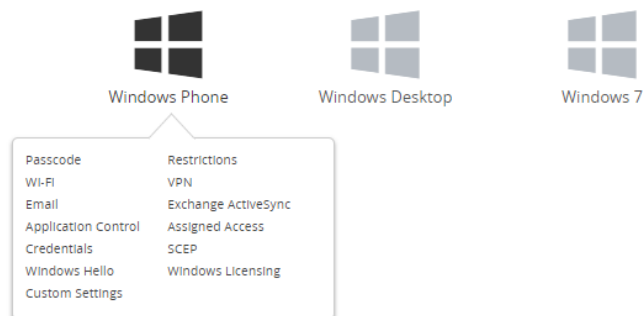 Windows Phone
Windows Desktop
Windows 7
Passcode
Restrictions
Wi-Fi
VPN
Email
Exchange ActiveSync
Application Control
Assigned Access
Credentials
SCEP
Windows Hello
Windows Licensing
Custom Settings